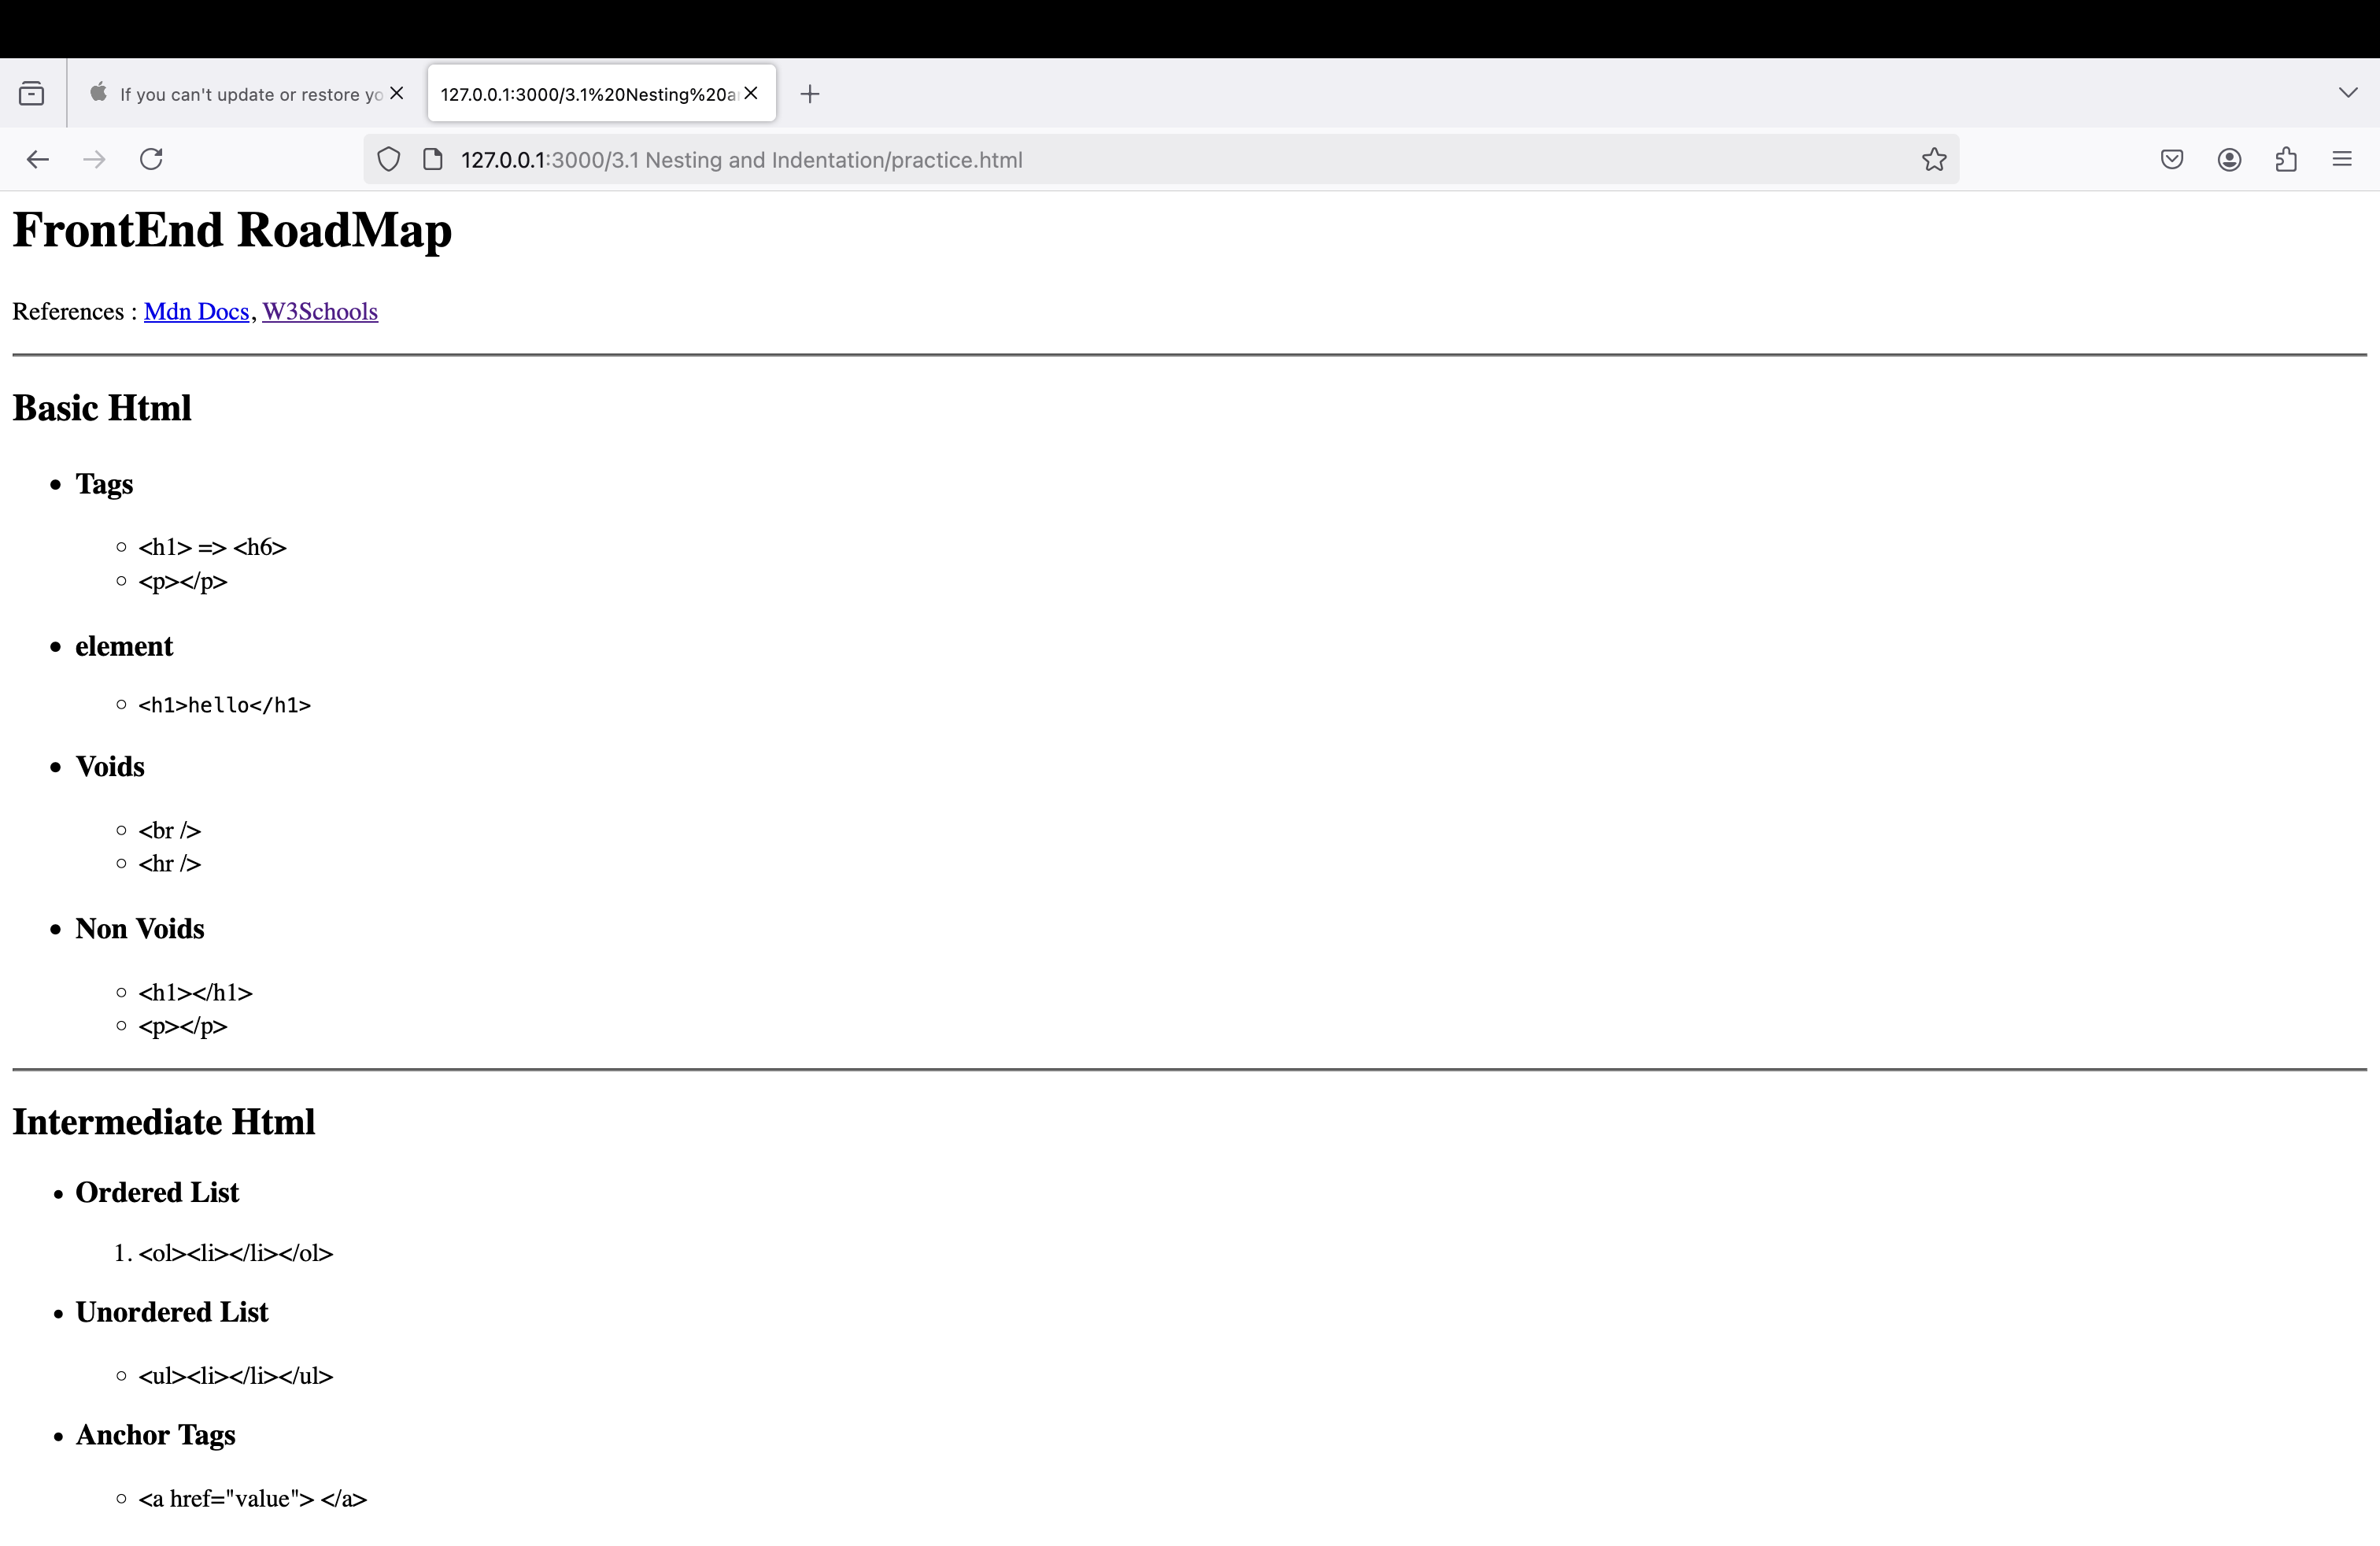 If you can't update or restore yo
127.0.0.1:3000/3.1%20Nesting%20a
127.0.0.1:3000/3.1 Nesting and Indentation/practice.html
FrontEnd RoadMap
References : Mdn Docs, W3Schools
Basic Html
Tags
<h1> => <h6>
<p></p>
element
<h1>hello</h1>
Voids
<br />
<hr />
Non Voids
<h1></h1>
<p></p>
Intermediate Html
Ordered List
1. <ol><li></li></ol>
Unordered List
<ul><li></li></ul>
Anchor Tags
<a href="value"> </a>